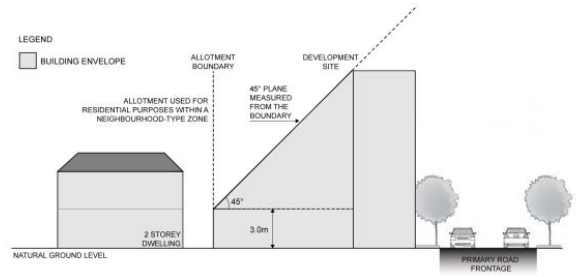 LEGEND
BUILDING ENVELOPE
ALLOTMENT
BOUNDARY
DEVELOPMENT
SITE
ALLOTMENT USED FOR
RESIDENTIAL PURPOSES WITHIN A
NEIGHBOURHOOD-TYPE ZONE
45° PLANE
MEASURED
FROM THE
BOUNDARY
45°
3.0m
2 STOREY
DWELLING
NATURAL GROUND LEVEL
PRIMARY ROAD
FRONTAGE